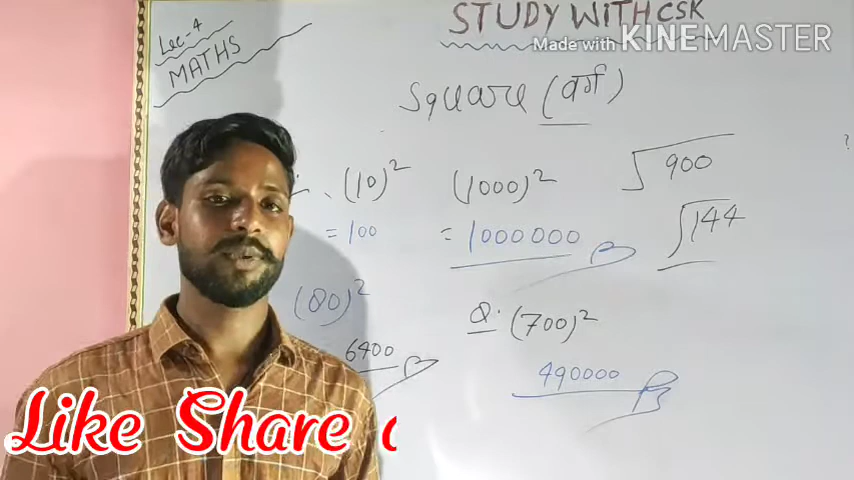 STUDY WITH CSK
Made with KINEMASTER
Lec-4
MATHS
Square (वर्ग)
(10)²
= 100
(1000)²
= 1000000
√900
√144
(80)²
6400
Q. (700)²
490000
Like Share